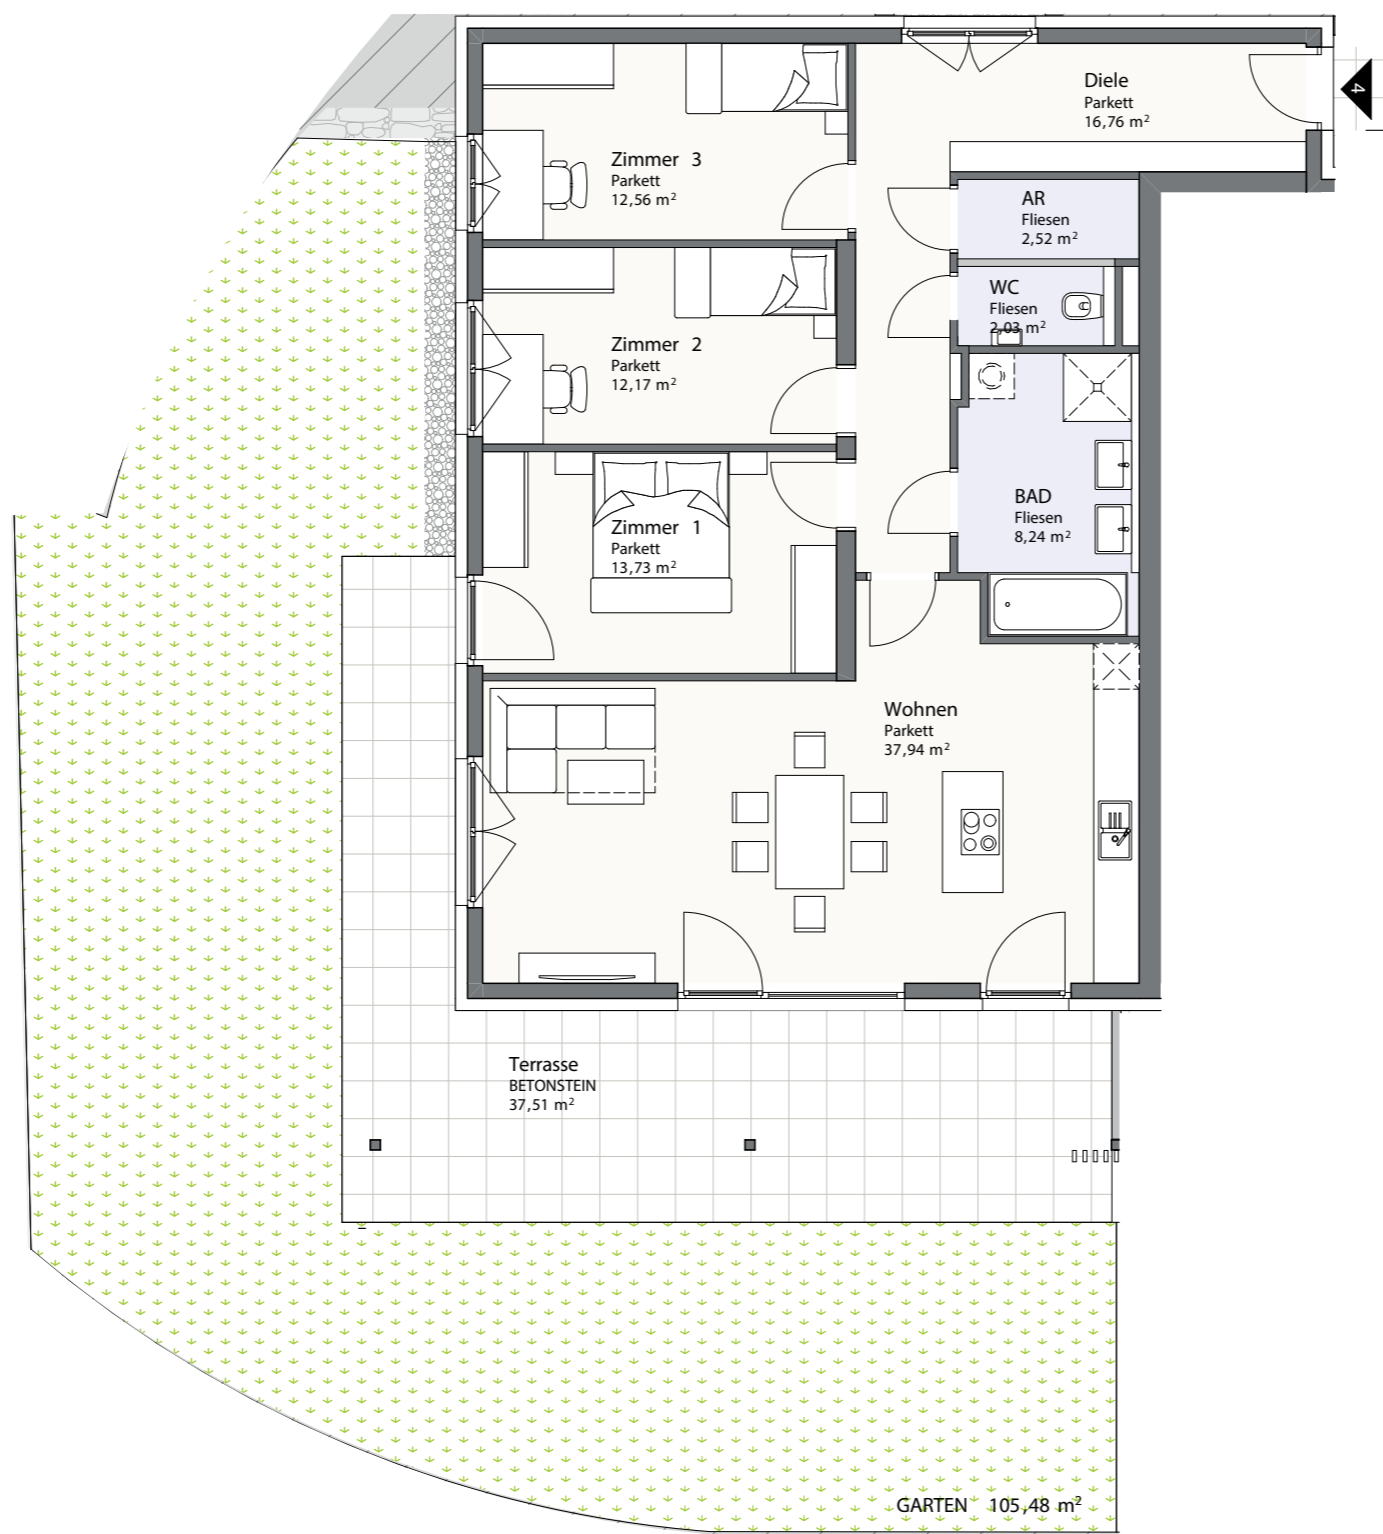 Diele
Parkett
16,76 m²
4
Zimmer 3
Parkett
12,56 m²
AR
Fliesen
2,52 m²
WC
Fliesen
2,03 m²
Zimmer 2
Parkett
12,17 m²
BAD
Fliesen
8,24 m²
Zimmer 1
Parkett
13,73 m²
Wohnen
Parkett
37,94 m²
Terrasse
BETONSTEIN
37,51 m²
GARTEN 105,48 m²